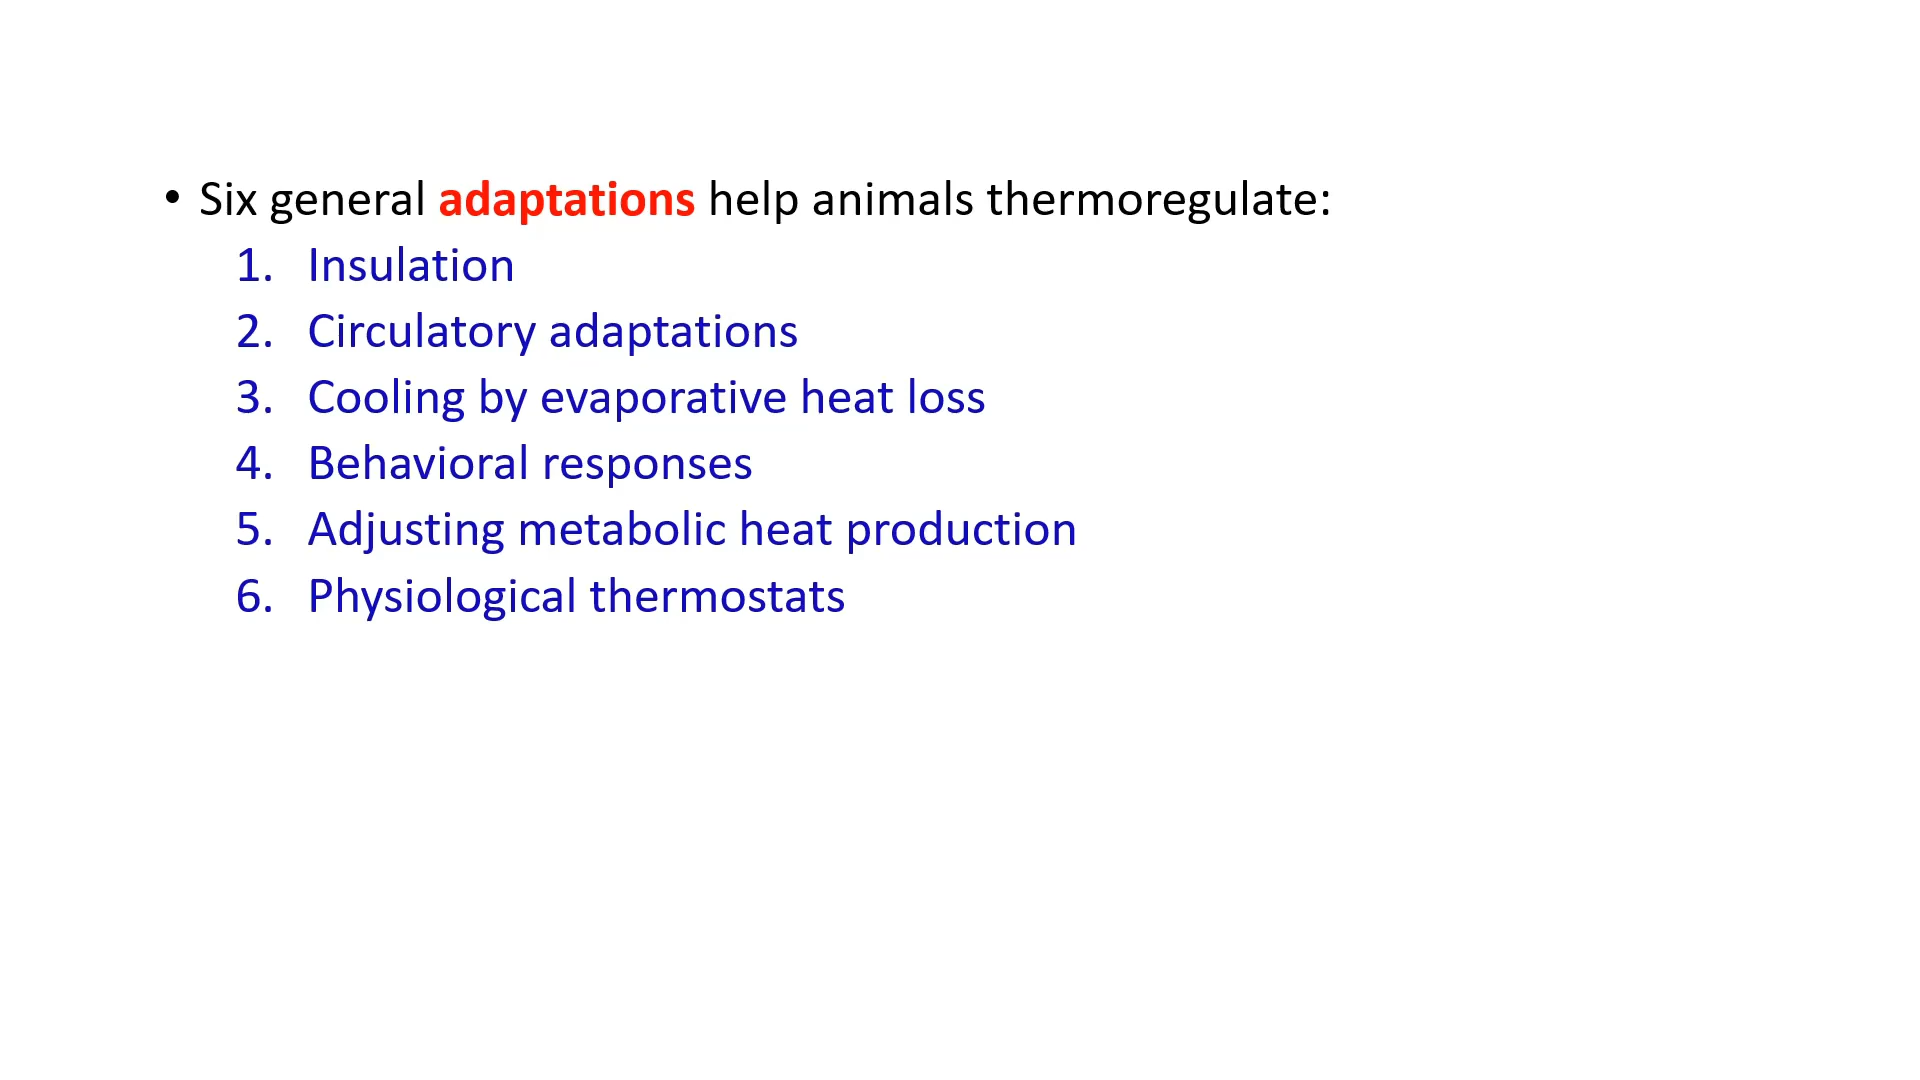 • Six general adaptations help animals thermoregulate:
1. Insulation
2. Circulatory adaptations
3. Cooling by evaporative heat loss
4. Behavioral responses
5. Adjusting metabolic heat production
6. Physiological thermostats